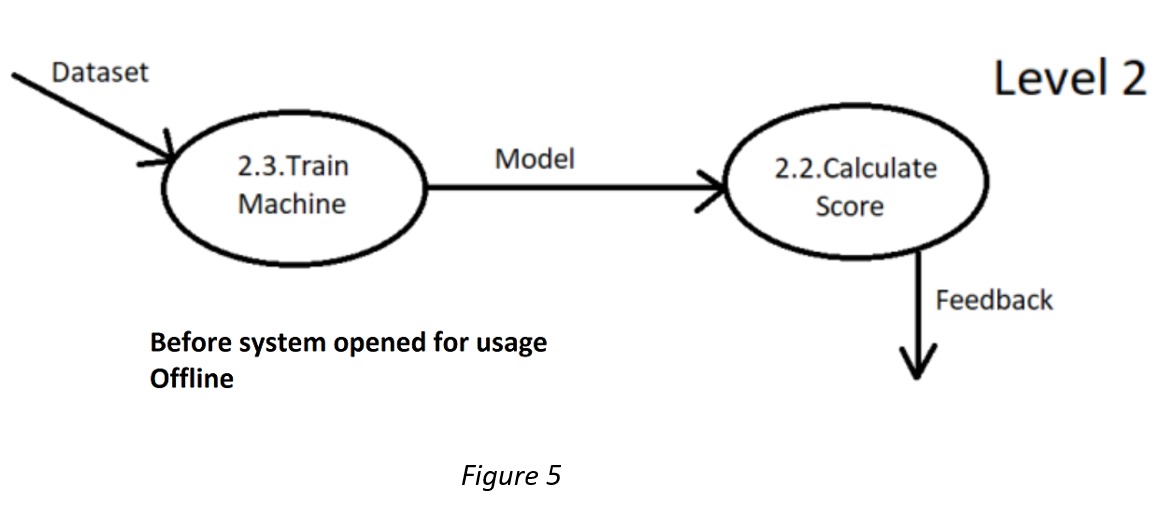 Dataset
Level 2
2.3.Train
Machine
Model
2.2.Calculate
Score
Feedback
Before system opened for usage
Offline
Figure 5